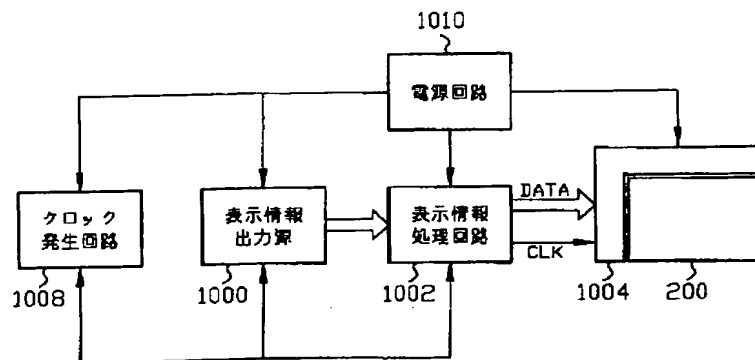 1010
電源回路
クロック
発生回路
表示情報
出力源
表示情報
処理回路
DATA
CLK
1008
1000
1002
1004
200